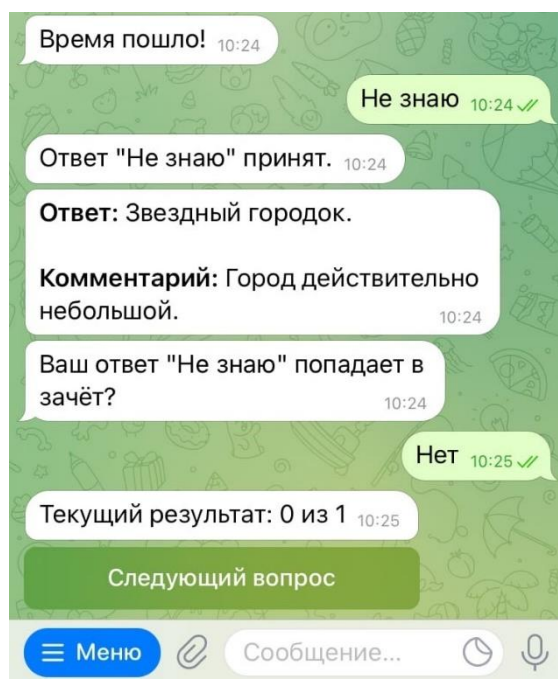 Время пошло! 10:24
Не знаю 10:24
Ответ "Не знаю" принят. 10:24
Ответ: Звездный городок.
Комментарий: Город действительно
небольшой. 10:24
Ваш ответ "Не знаю" попадает в
зачёт? 10:24
Нет 10:25
Текущий результат: 0 из 1 10:25
Следующий вопрос
Меню Сообщение...